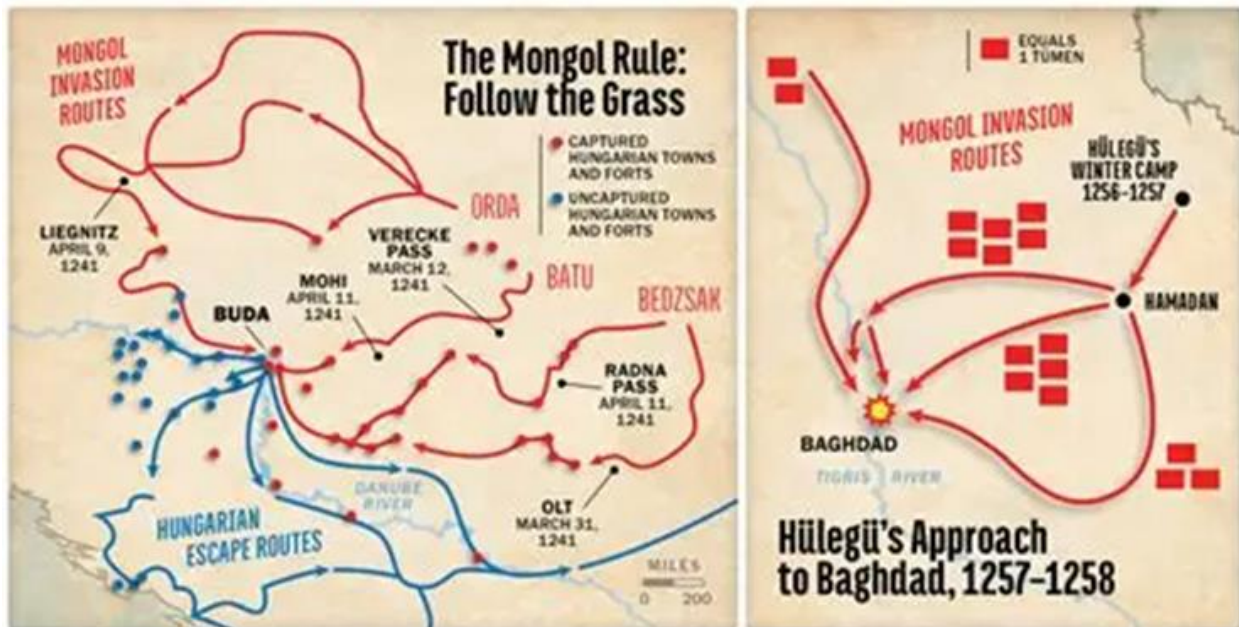 MONGOL
INVASION
ROUTES
The Mongol Rule:
Follow the Grass
CAPTURED
HUNGARIAN TOWNS
AND FORTS
UNCAPTURED
HUNGARIAN TOWNS
AND FORTS
ORDA
LIEGNITZ
APRIL 9,
1241
VERECKE
PASS
MARCH 12,
1241
BATU
MOHI
APRIL 11,
1241
BEDZSAK
BUDA
RADNA
PASS
APRIL 11,
1241
DANUBE
RIVER
OLT
MARCH 31,
1241
HUNGARIAN
ESCAPE ROUTES
MILES
0 200
EQUALS
1 TÜMEN
MONGOL INVASION
ROUTES
HÜLEGÜ'S
WINTER CAMP
1256–1257
HAMADAN
BAGHDAD
TIGRIS RIVER
Hülegü's Approach
to Baghdad, 1257–1258